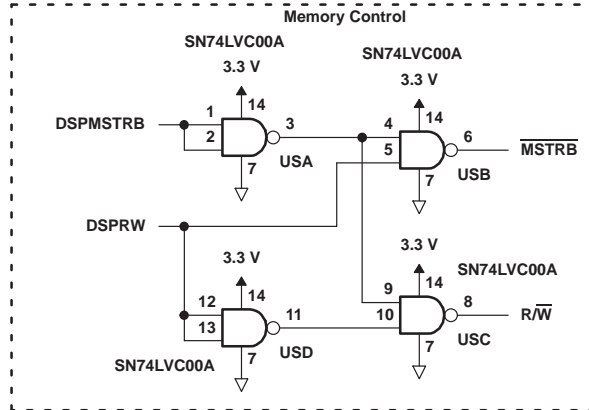 Memory Control
SN74LVC00A
SN74LVC00A
3.3 V
3.3 V
14
14
DSPMSTRB
1
2
3
4
5
6
MSTRB
7
USA
7
USB
DSPRW
3.3 V
3.3 V
SN74LVC00A
14
14
12
13
11
9
10
8
R/W
7
USD
7
USC
SN74LVC00A